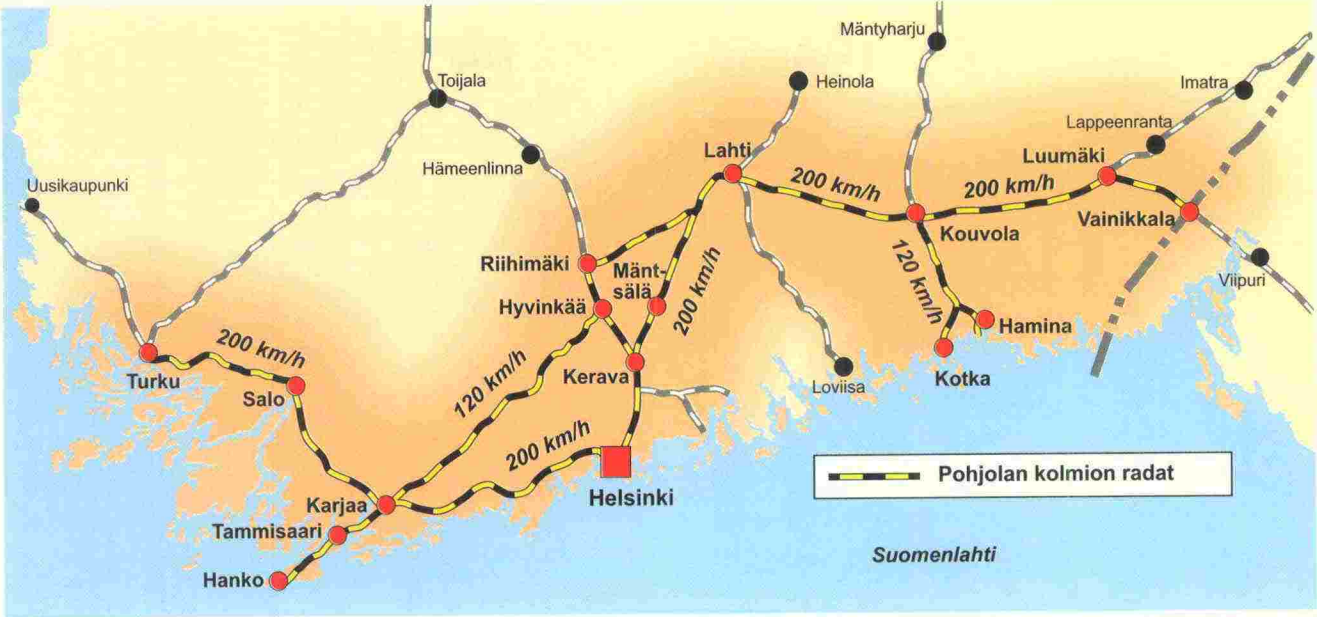 Mäntyharju
Toijala
Heinola
Imatra
Lappeenranta
Hämeenlinna
Lahti
Luumäki
Uusikaupunki
200 km/h
200 km/h
Vainikkala
Kouvola
Riihimäki
Mänt-
sälä
Viipuri
Hyvinkää
200 km/h
120 km/h
Hamina
200 km/h
Turku
Kerava
Kotka
Salo
120 km/h
Loviisa
200 km/h
Pohjolan kolmion radat
Helsinki
Karjaa
Tammisaari
Suomenlahti
Hanko